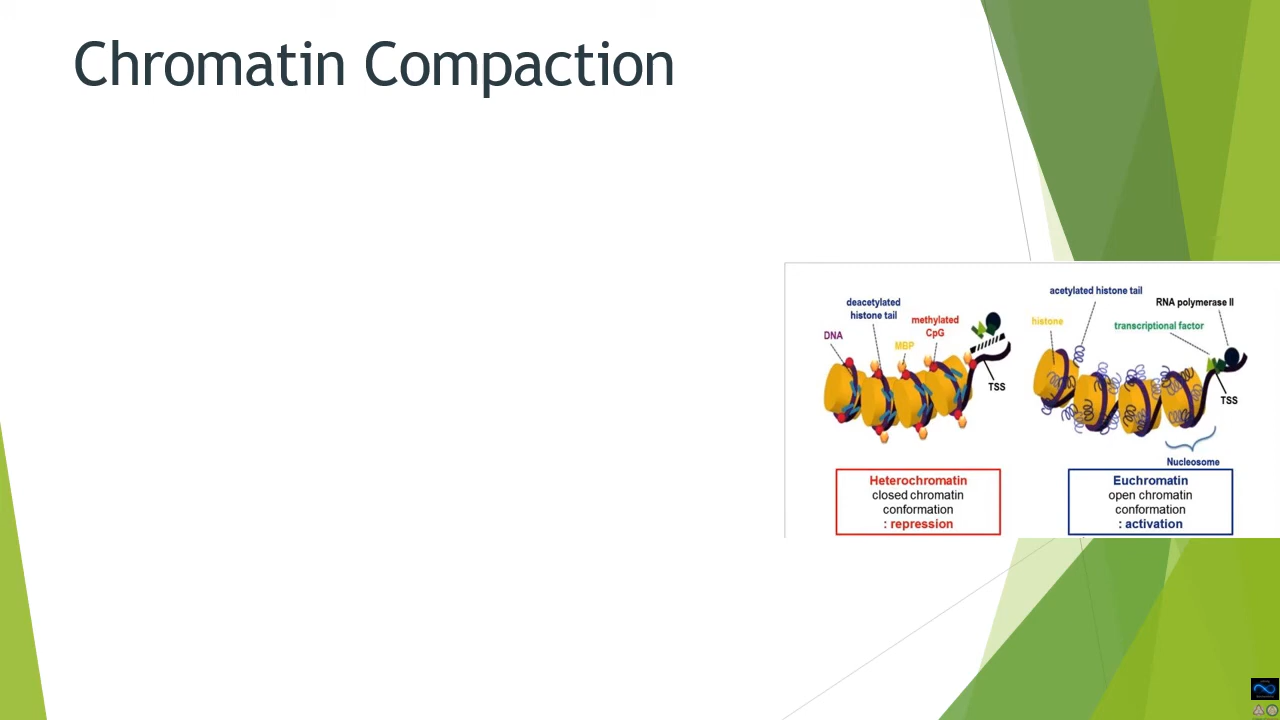 Chromatin Compaction
deacetylated
histone tail
methylated
CpG
DNA
MBP
TSS
Heterochromatin
closed chromatin
conformation
: repression
acetylated histone tail
RNA polymerase II
histone
transcriptional factor
TSS
Nucleosome
Euchromatin
open chromatin
conformation
: activation